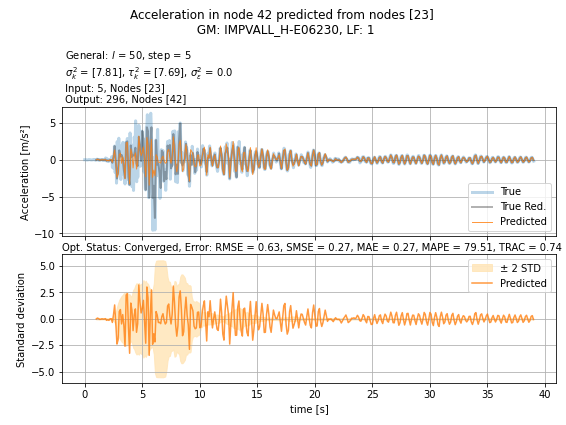 Acceleration in node 42 predicted from nodes [23]
GM: IMPVALL_H-E06230, LF: 1
General: l = 50, step = 5
σ²ₖ = [7.81], τ²ₖ = [7.69], σ²ε = 0.0
Input: 5, Nodes [23]
Output: 296, Nodes [42]
Acceleration [m/s²]
5
0
−5
−10
True
True Red.
Predicted
Opt. Status: Converged, Error: RMSE = 0.63, SMSE = 0.27, MAE = 0.27, MAPE = 79.51, TRAC = 0.74
Standard deviation
5.0
2.5
0.0
−2.5
−5.0
± 2 STD
Predicted
0 5 10 15 20 25 30 35 40
time [s]